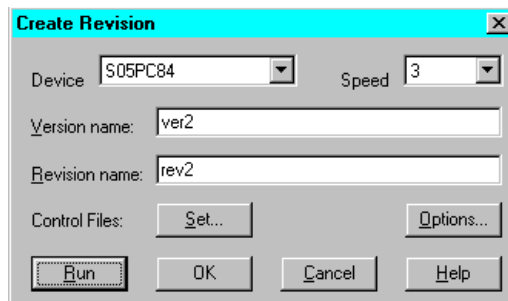 Create Revision
Device S05PC84 Speed 3
Version name: ver2
Revision name: rev2
Control Files: Set... Options...
Run OK Cancel Help